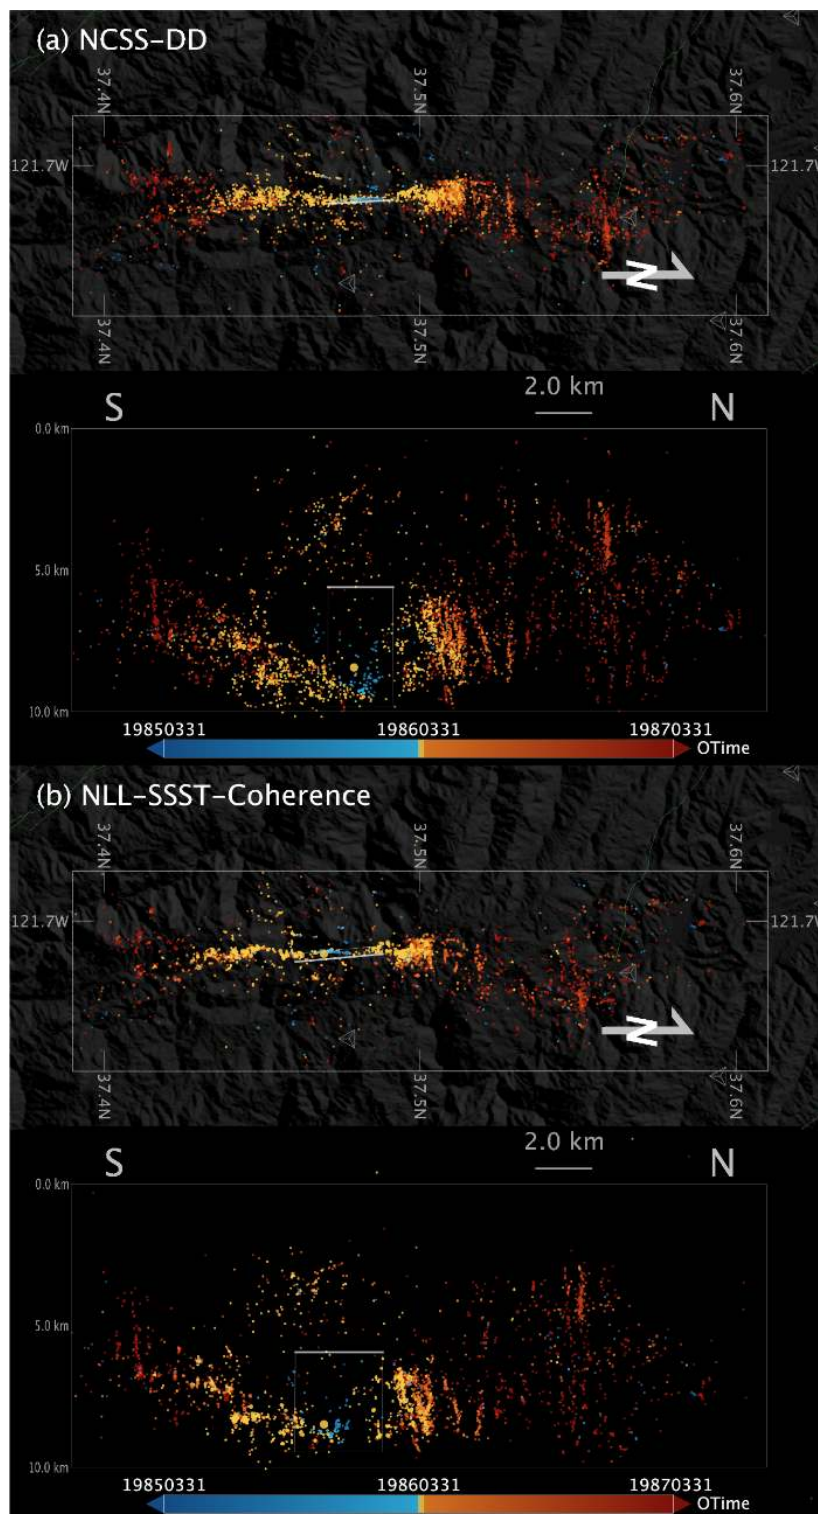 (a) NCSS-DD
37.4N 37.5N 37.6N
121.7W 121.7W
N
37.4N 37.5N 37.6N
2.0 km
S N
0.0 km
5.0 km
10.0 km
19850331 19860331 19870331
OTime
(b) NLL-SSST-Coherence
37.4N 37.5N 37.6N
121.7W 121.7W
N
37.4N 37.5N 37.6N
2.0 km
S N
0.0 km
5.0 km
10.0 km
19850331 19860331 19870331
OTime